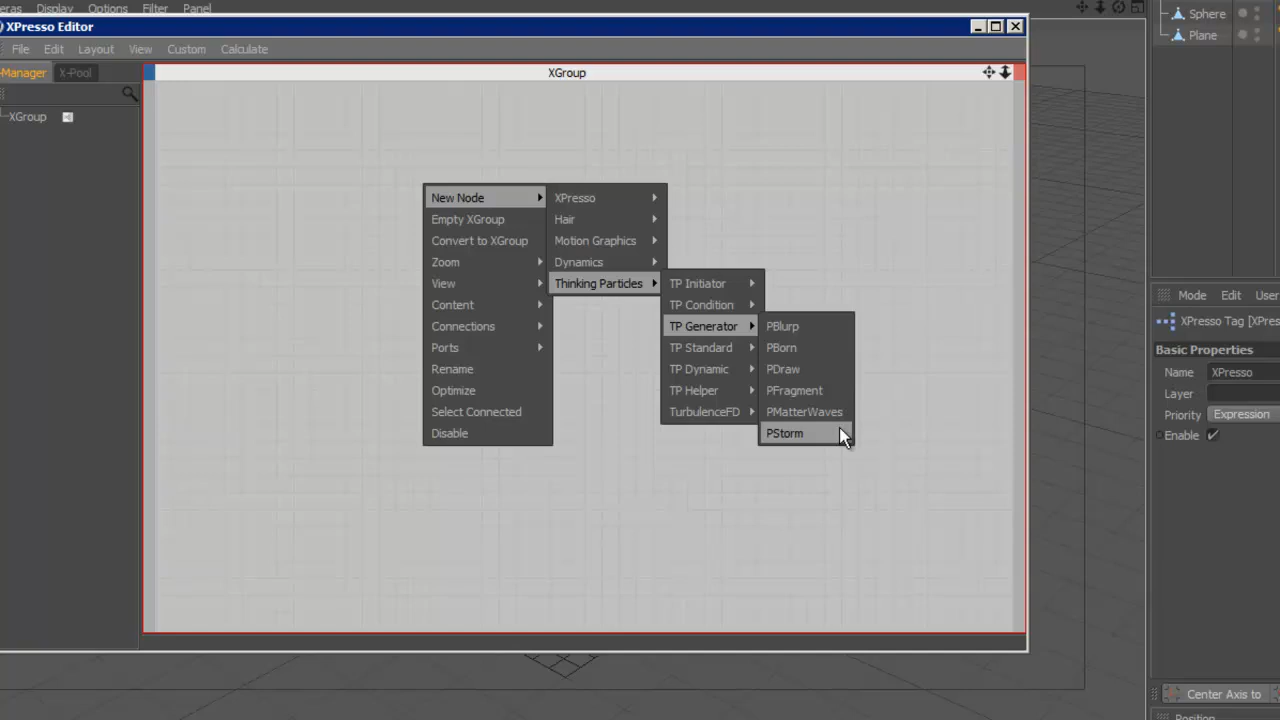 eras Display Options Filter Panel
XPresso Editor
File Edit Layout View Custom Calculate
-Manager X-Pool
XGroup
XGroup
New Node
Empty XGroup
Convert to XGroup
Zoom
View
Content
Connections
Ports
Rename
Optimize
Select Connected
Disable
XPresso
Hair
Motion Graphics
Dynamics
Thinking Particles
TP Initiator
TP Condition
TP Generator
TP Standard
TP Dynamic
TP Helper
TurbulenceFD
PBlurp
PBorn
PDraw
PFragment
PMatterWaves
PStorm
Sphere
Plane
Mode Edit User
XPresso Tag [XPres
Basic Properties
Name XPresso
Layer
Priority Expression
Enable
Center Axis to
Position